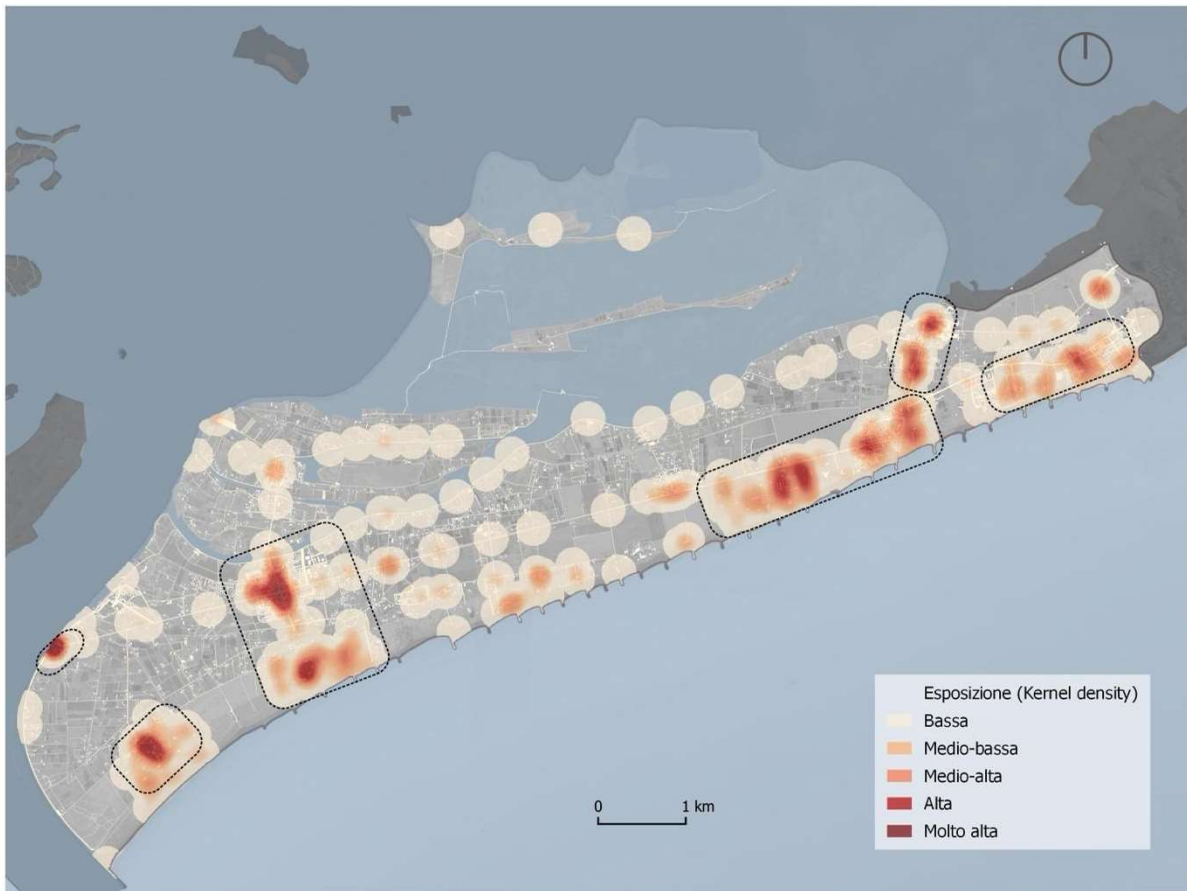 Esposizione (Kernel density)
Bassa
Medio-bassa
Medio-alta
Alta
Molto alta
0 1 km